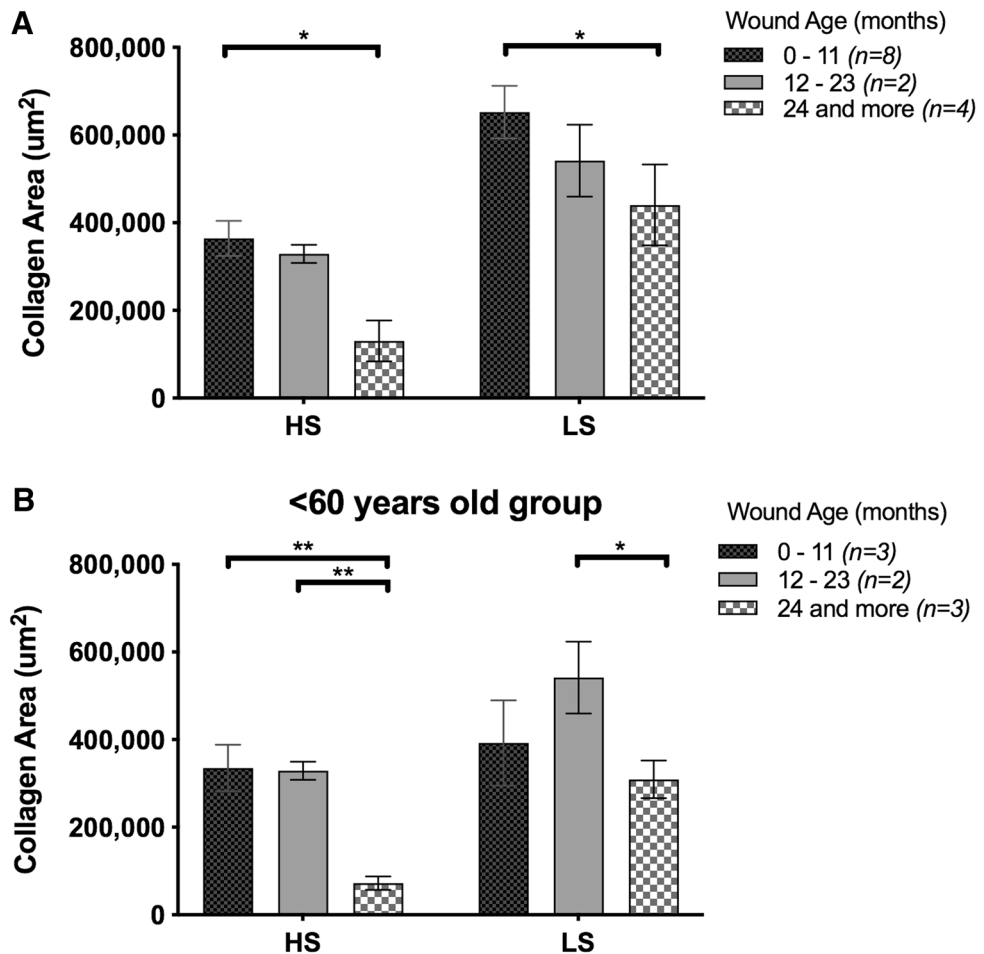 A
Collagen Area (um²)
800,000
600,000
400,000
200,000
0
*
*
HS
LS
Wound Age (months)
0 - 11 (n=8)
12 - 23 (n=2)
24 and more (n=4)
B
<60 years old group
Collagen Area (um²)
800,000
600,000
400,000
200,000
0
**
**
*
HS
LS
Wound Age (months)
0 - 11 (n=3)
12 - 23 (n=2)
24 and more (n=3)